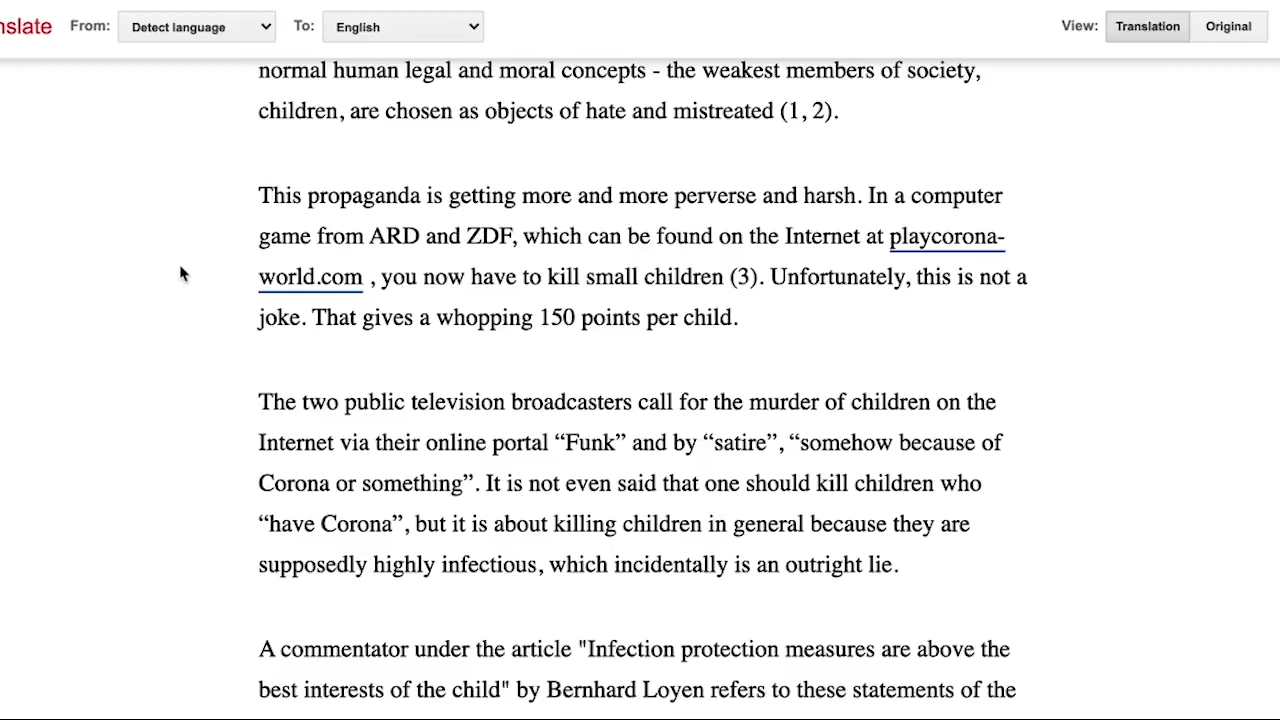 nslate From: Detect language To: English View: Translation Original
normal human legal and moral concepts - the weakest members of society,
children, are chosen as objects of hate and mistreated (1, 2).
This propaganda is getting more and more perverse and harsh. In a computer
game from ARD and ZDF, which can be found on the Internet at playcorona-
world.com , you now have to kill small children (3). Unfortunately, this is not a
joke. That gives a whopping 150 points per child.
The two public television broadcasters call for the murder of children on the
Internet via their online portal “Funk” and by “satire”, “somehow because of
Corona or something”. It is not even said that one should kill children who
“have Corona”, but it is about killing children in general because they are
supposedly highly infectious, which incidentally is an outright lie.
A commentator under the article "Infection protection measures are above the
best interests of the child" by Bernhard Loyen refers to these statements of the